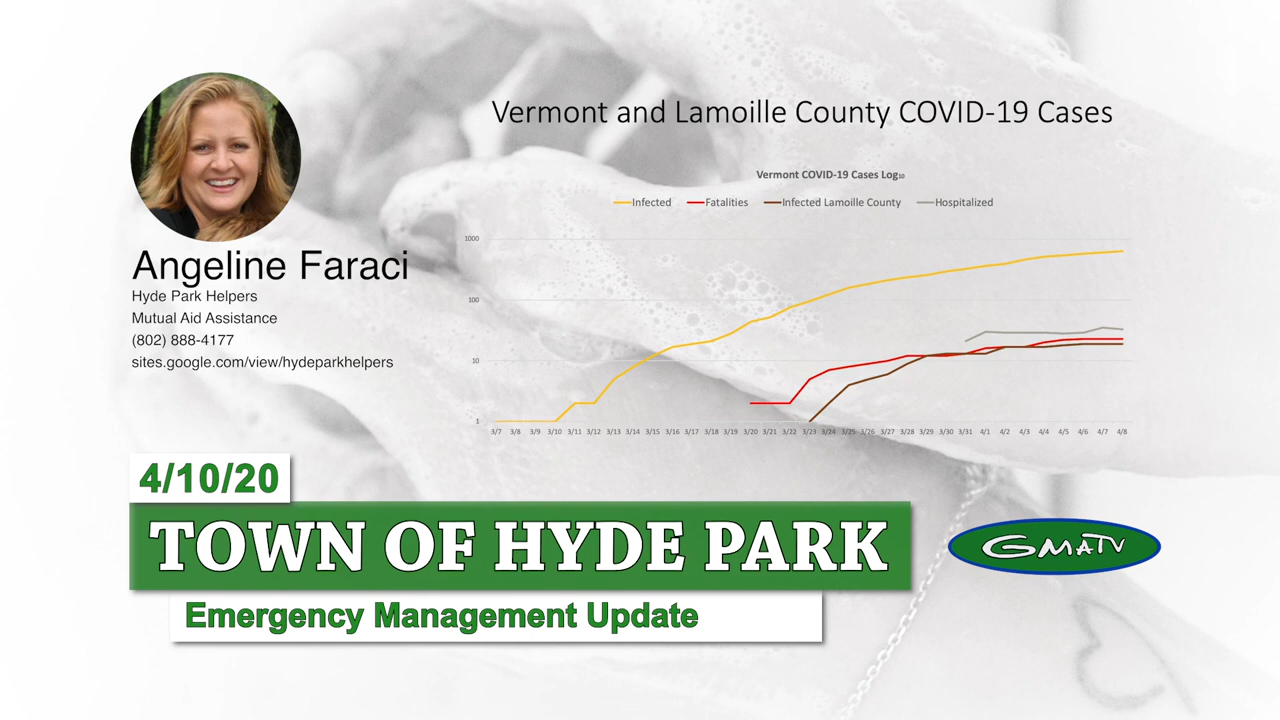 Angeline Faraci
Hyde Park Helpers
Mutual Aid Assistance
(802) 888-4177
sites.google.com/view/hydeparkhelpers
Vermont and Lamoille County COVID-19 Cases
Vermont COVID-19 Cases Log10
Infected Fatalities Infected Lamoille County Hospitalized
1000
100
10
1
3/7 3/8 3/9 3/10 3/11 3/12 3/13 3/14 3/15 3/16 3/17 3/18 3/19 3/20 3/21 3/22 3/23 3/24 3/25 3/26 3/27 3/28 3/29 3/30 3/31 4/1 4/2 4/3 4/4 4/5 4/6 4/7 4/8
4/10/20
TOWN OF HYDE PARK
Emergency Management Update
GMATV